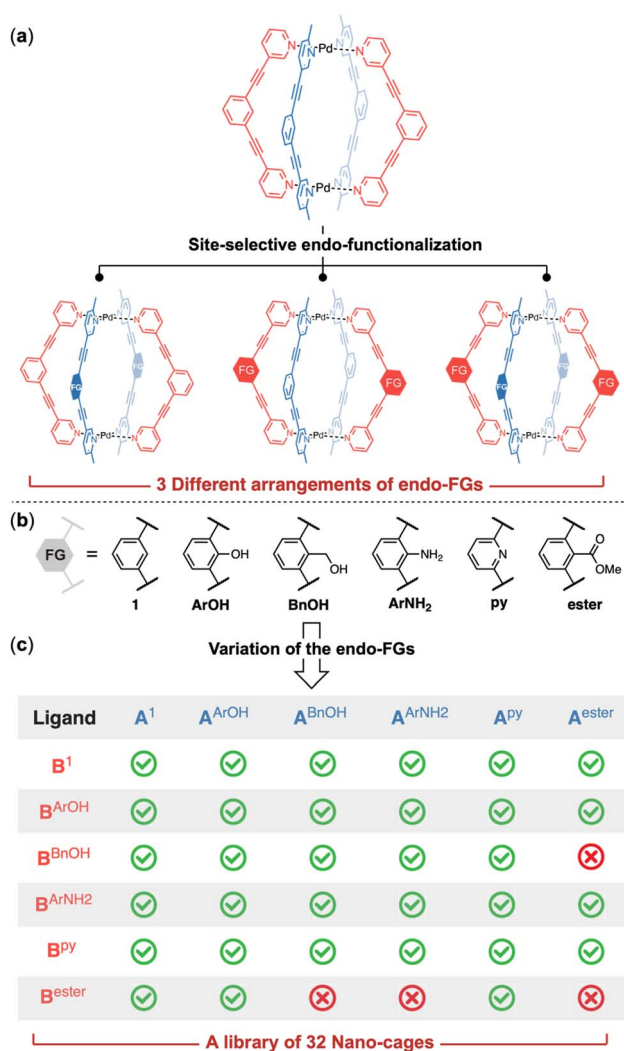 (a)
N Pd N
N N
N Pd N
N N
Site-selective endo-functionalization
N Pd N
N N
FG FG
N Pd N
N N
N Pd N
N N
FG FG
N Pd N
N N
N Pd N
N N
FG FG FG FG
N Pd N
N N
3 Different arrangements of endo-FGs
(b)
FG =
OH
OH
NH2
N
O
OMe
1 ArOH BnOH ArNH2 py ester
Variation of the endo-FGs
(c)
Ligand A1 AArOH ABnOH AArNH2 Apy Aester
B1
BArOH
BBnOH
BArNH2
Bpy
Bester
A library of 32 Nano-cages